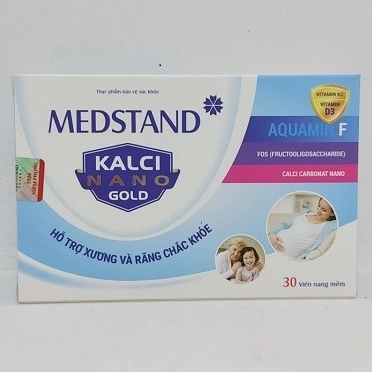 Thực phẩm bảo vệ sức khỏe
MEDSTAND
KALCI
NANO
GOLD
HỖ TRỢ XƯƠNG VÀ RĂNG CHẮC KHỎE
VITAMIN K2
VITAMIN
D3
AQUAMIN F
FOS (FRUCTOOLIGOSACCHARIDE)
CALCI CARBONAT NANO
30 Viên nang mềm